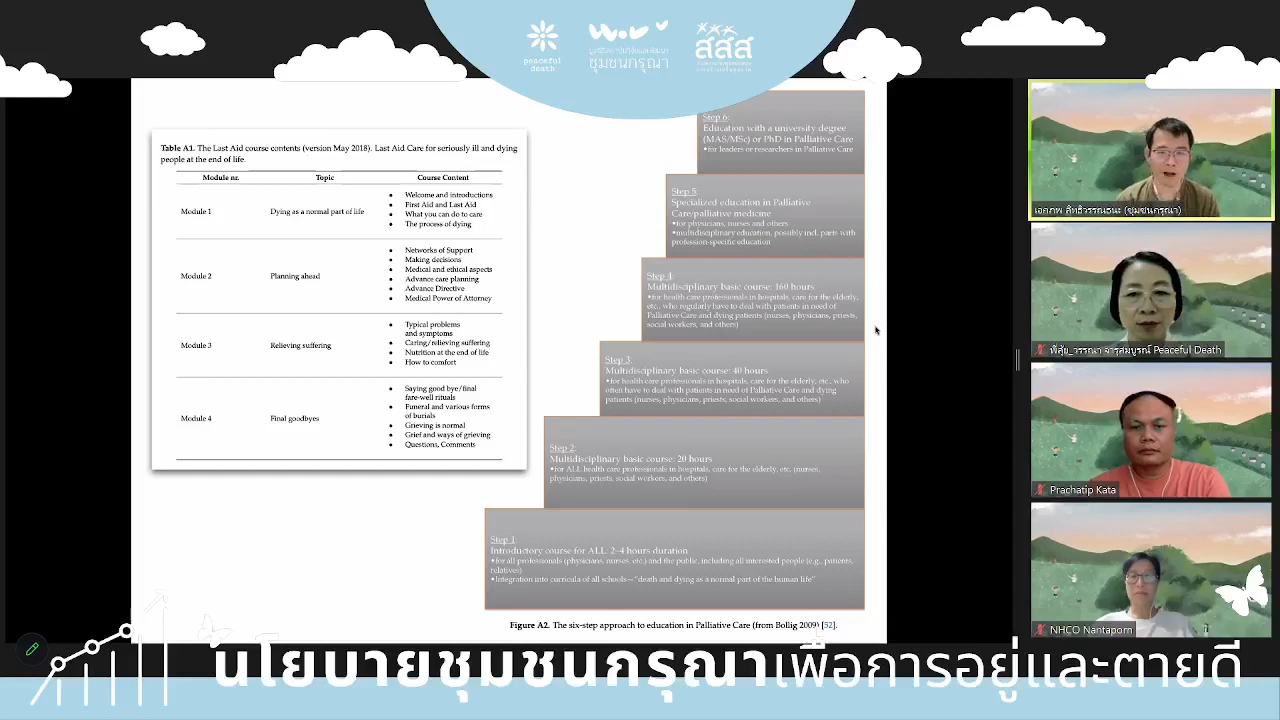 peaceful
death
ชุมชนกรุณา
สสส
Table A1. The Last Aid course contents (version May 2018). Last Aid Care for seriously ill and dying
people at the end of life.
Module nr. Topic Course Content
Module 1 Dying as a normal part of life
• Welcome and introductions
• First Aid and Last Aid
• What you can do to care
• The process of dying
Module 2 Planning ahead
• Networks of Support
• Making decisions
• Medical and ethical aspects
• Advance care planning
• Advance Directive
• Medical Power of Attorney
Module 3 Relieving suffering
• Typical problems
and symptoms
• Caring/relieving suffering
• Nutrition at the end of life
• How to comfort
Module 4 Final goodbyes
• Saying good bye/final
fare-well rituals
• Funeral and various forms
of burials
• Grieving is normal
• Grief and ways of grieving
• Questions, Comments
Step 6:
Education with a university degree
(MAS/MSc) or PhD in Palliative Care
•for leaders or researchers in Palliative Care
Step 5:
Specialized education in Palliative
Care/palliative medicine
•for physicians, nurses and others
•multidisciplinary education, possibly incl. parts with
profession-specific education
Step 4:
Multidisciplinary basic course: 160 hours
•for health care professionals in hospitals, care for the elderly,
etc., who regularly have to deal with patients in need of
Palliative Care and dying patients (nurses, physicians, priests,
social workers, and others)
Step 3:
Multidisciplinary basic course: 40 hours
•for health care professionals in hospitals, care for the elderly, etc., who
often have to deal with patients in need of Palliative Care and dying
patients (nurses, physicians, priests, social workers, and others)
Step 2:
Multidisciplinary basic course: 20 hours
•for ALL health care professionals in hospitals, care for the elderly, etc. (nurses,
physicians, priests, social workers, and others)
Step 1:
Introductory course for ALL: 2-4 hours duration
•for all professionals (physicians, nurses, etc.) and the public, including all interested people (e.g., patients,
relatives)
•Integration into curricula of all schools—"death and dying as a normal part of the human life"
Figure A2. The six-step approach to education in Palliative Care (from Bollig 2009) [52].
(ชุมชนกรุณา)
Peaceful Death
Prachatip Kata
NHCO Nantaporn
นโยบายชุมชนกรุณาเพื่อการอยู่และตายดี